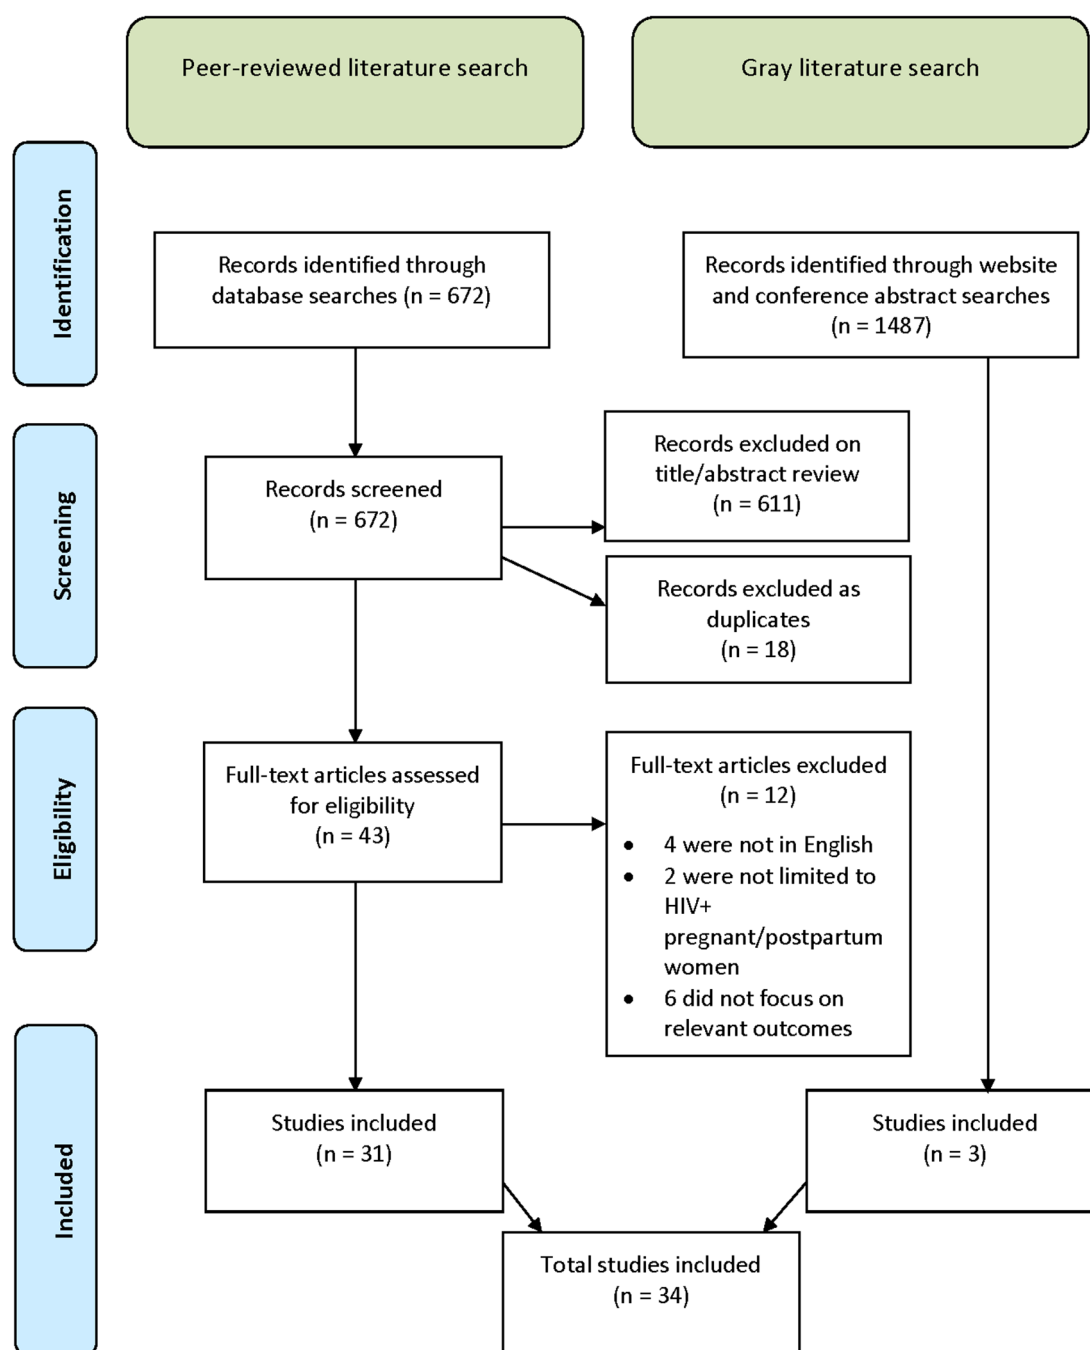 Peer-reviewed literature search
Gray literature search
Identification
Records identified through
database searches (n = 672)
Records identified through website
and conference abstract searches
(n = 1487)
Screening
Records screened
(n = 672)
Records excluded on
title/abstract review
(n = 611)
Records excluded as
duplicates
(n = 18)
Eligibility
Full-text articles assessed
for eligibility
(n = 43)
Full-text articles excluded
(n = 12)
• 4 were not in English
• 2 were not limited to
HIV+
pregnant/postpartum
women
• 6 did not focus on
relevant outcomes
Included
Studies included
(n = 31)
Studies included
(n = 3)
Total studies included
(n = 34)